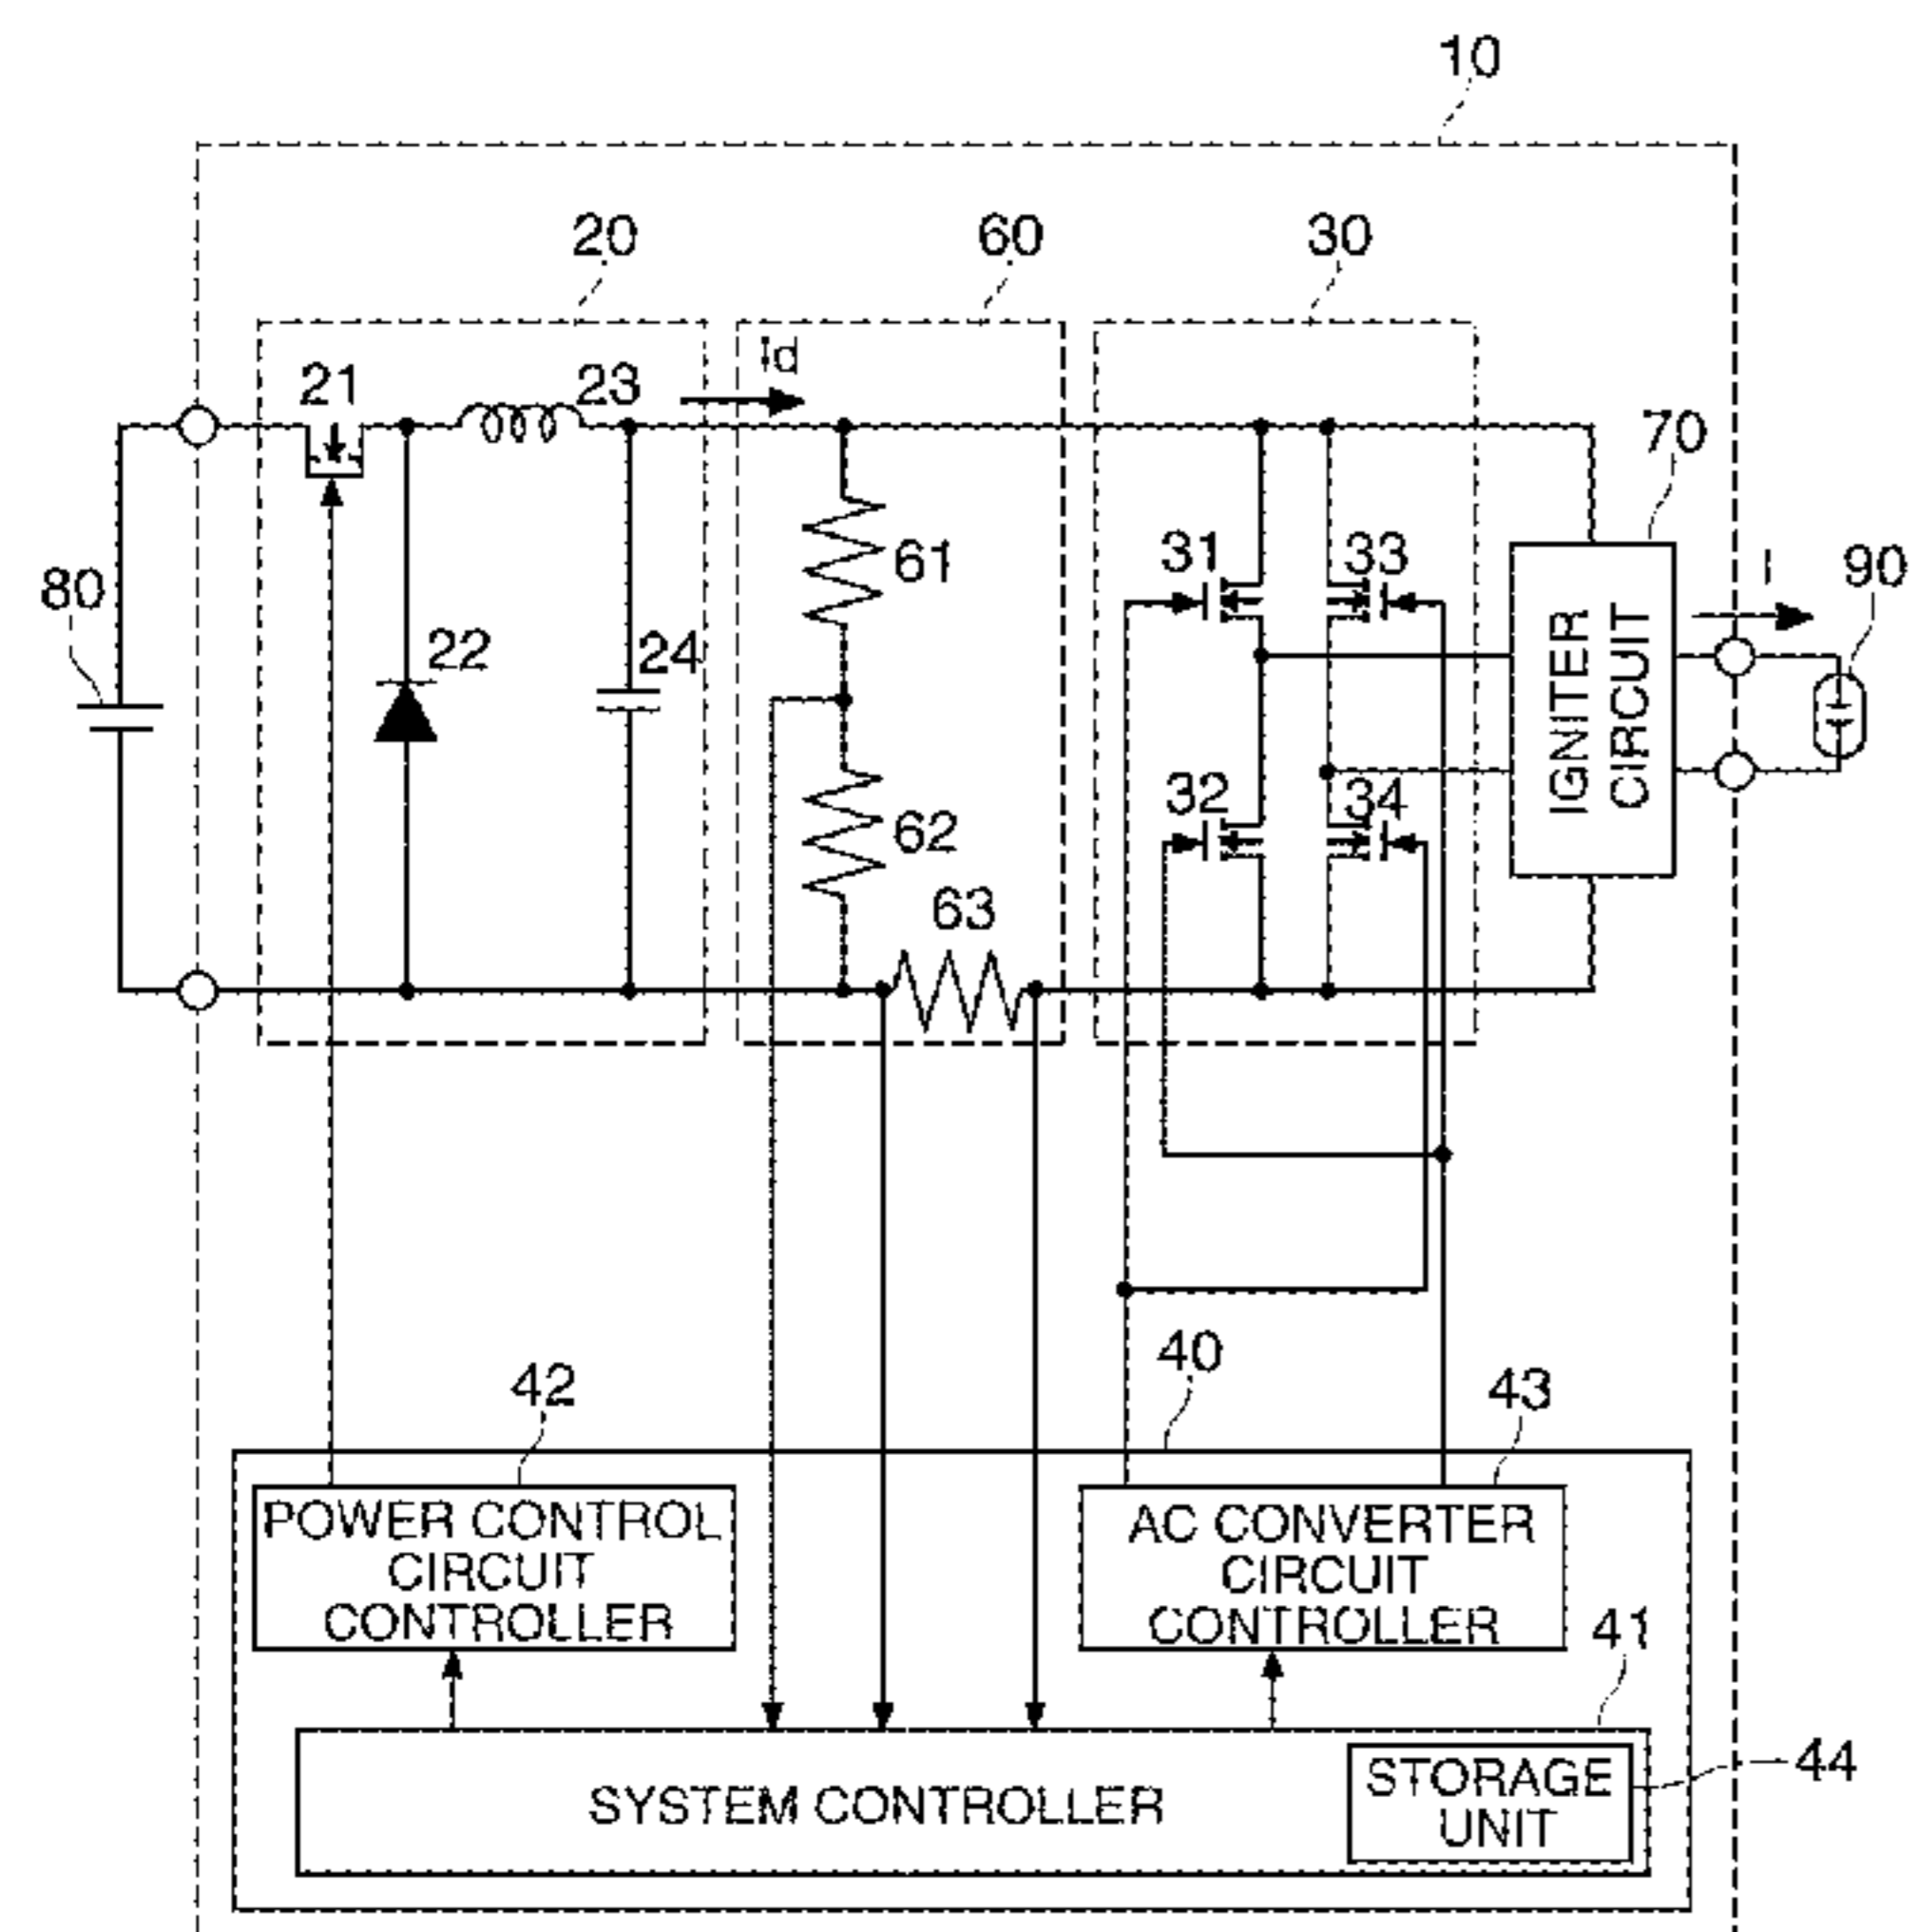 10
20
60
30
Id
21
23
70
31
33
I
90
80
61
22
24
IGNITER
CIRCUIT
32
34
62
63
40
42
43
POWER CONTROL
CIRCUIT
CONTROLLER
AC CONVERTER
CIRCUIT
CONTROLLER
41
44
STORAGE
UNIT
SYSTEM CONTROLLER